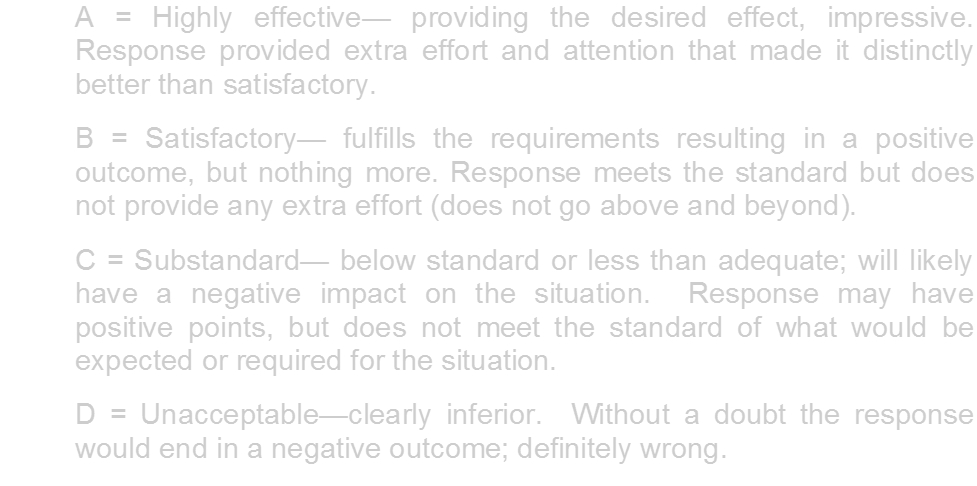 A = Highly effective— providing the desired effect, impressive.
Response provided extra effort and attention that made it distinctly
better than satisfactory.
B = Satisfactory— fulfills the requirements resulting in a positive
outcome, but nothing more. Response meets the standard but does
not provide any extra effort (does not go above and beyond).
C = Substandard— below standard or less than adequate; will likely
have a negative impact on the situation.  Response may have
positive points, but does not meet the standard of what would be
expected or required for the situation.
D = Unacceptable—clearly inferior.  Without a doubt the response
would end in a negative outcome; definitely wrong.